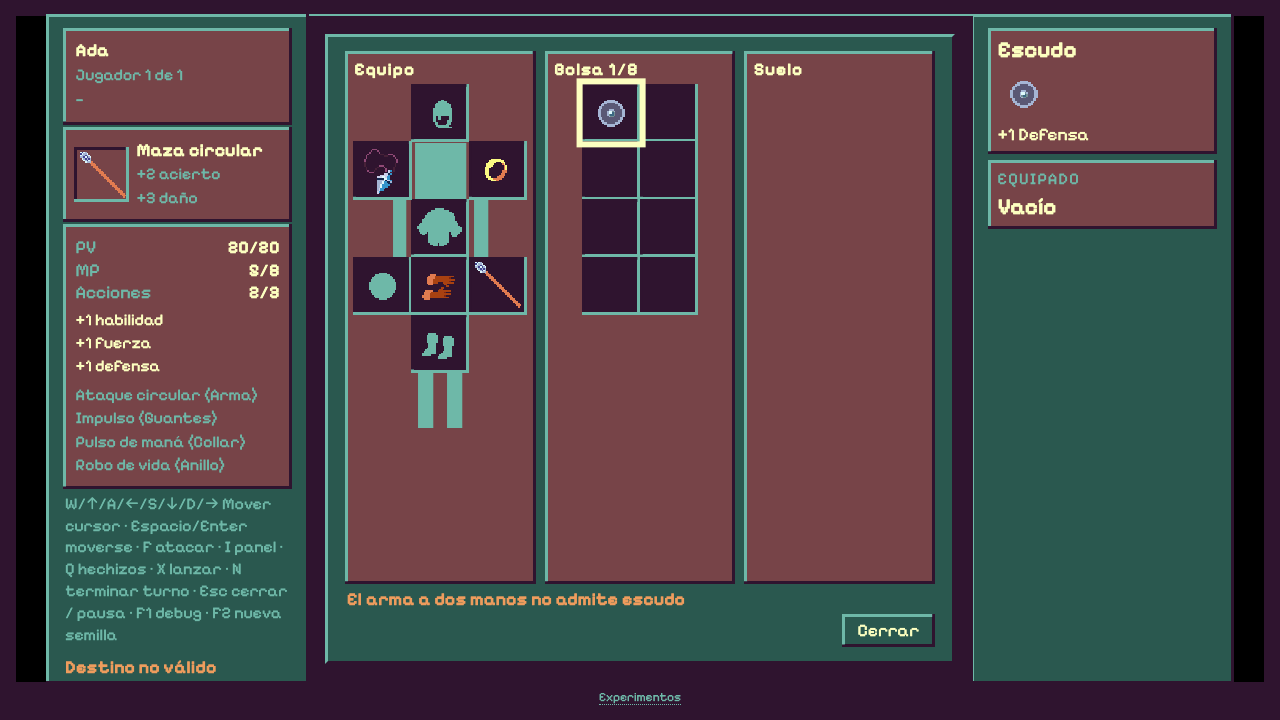 Ada
Jugador 1 de 1
–
Maza circular
+2 acierto
+3 daño
PV 80/80
MP 8/8
Acciones 2/3
+1 habilidad
+1 fuerza
+1 defensa
Ataque circular (Arma)
Impulso (Guantes)
Pulso de maná (Collar)
Robo de vida (Anillo)
W/↑/A/←/S/↓/D/→ Mover
cursor · Espacio/Enter
moverse · F atacar · I panel ·
Q hechizos · X lanzar · N
terminar turno · Esc cerrar
/ pausa · F1 debug · F2 nueva
semilla
Destino no válido
Equipo
Bolsa 1/8
Suelo
El arma a dos manos no admite escudo
Cerrar
Escudo
+1 Defensa
EQUIPADO
Vacío
Experimentos